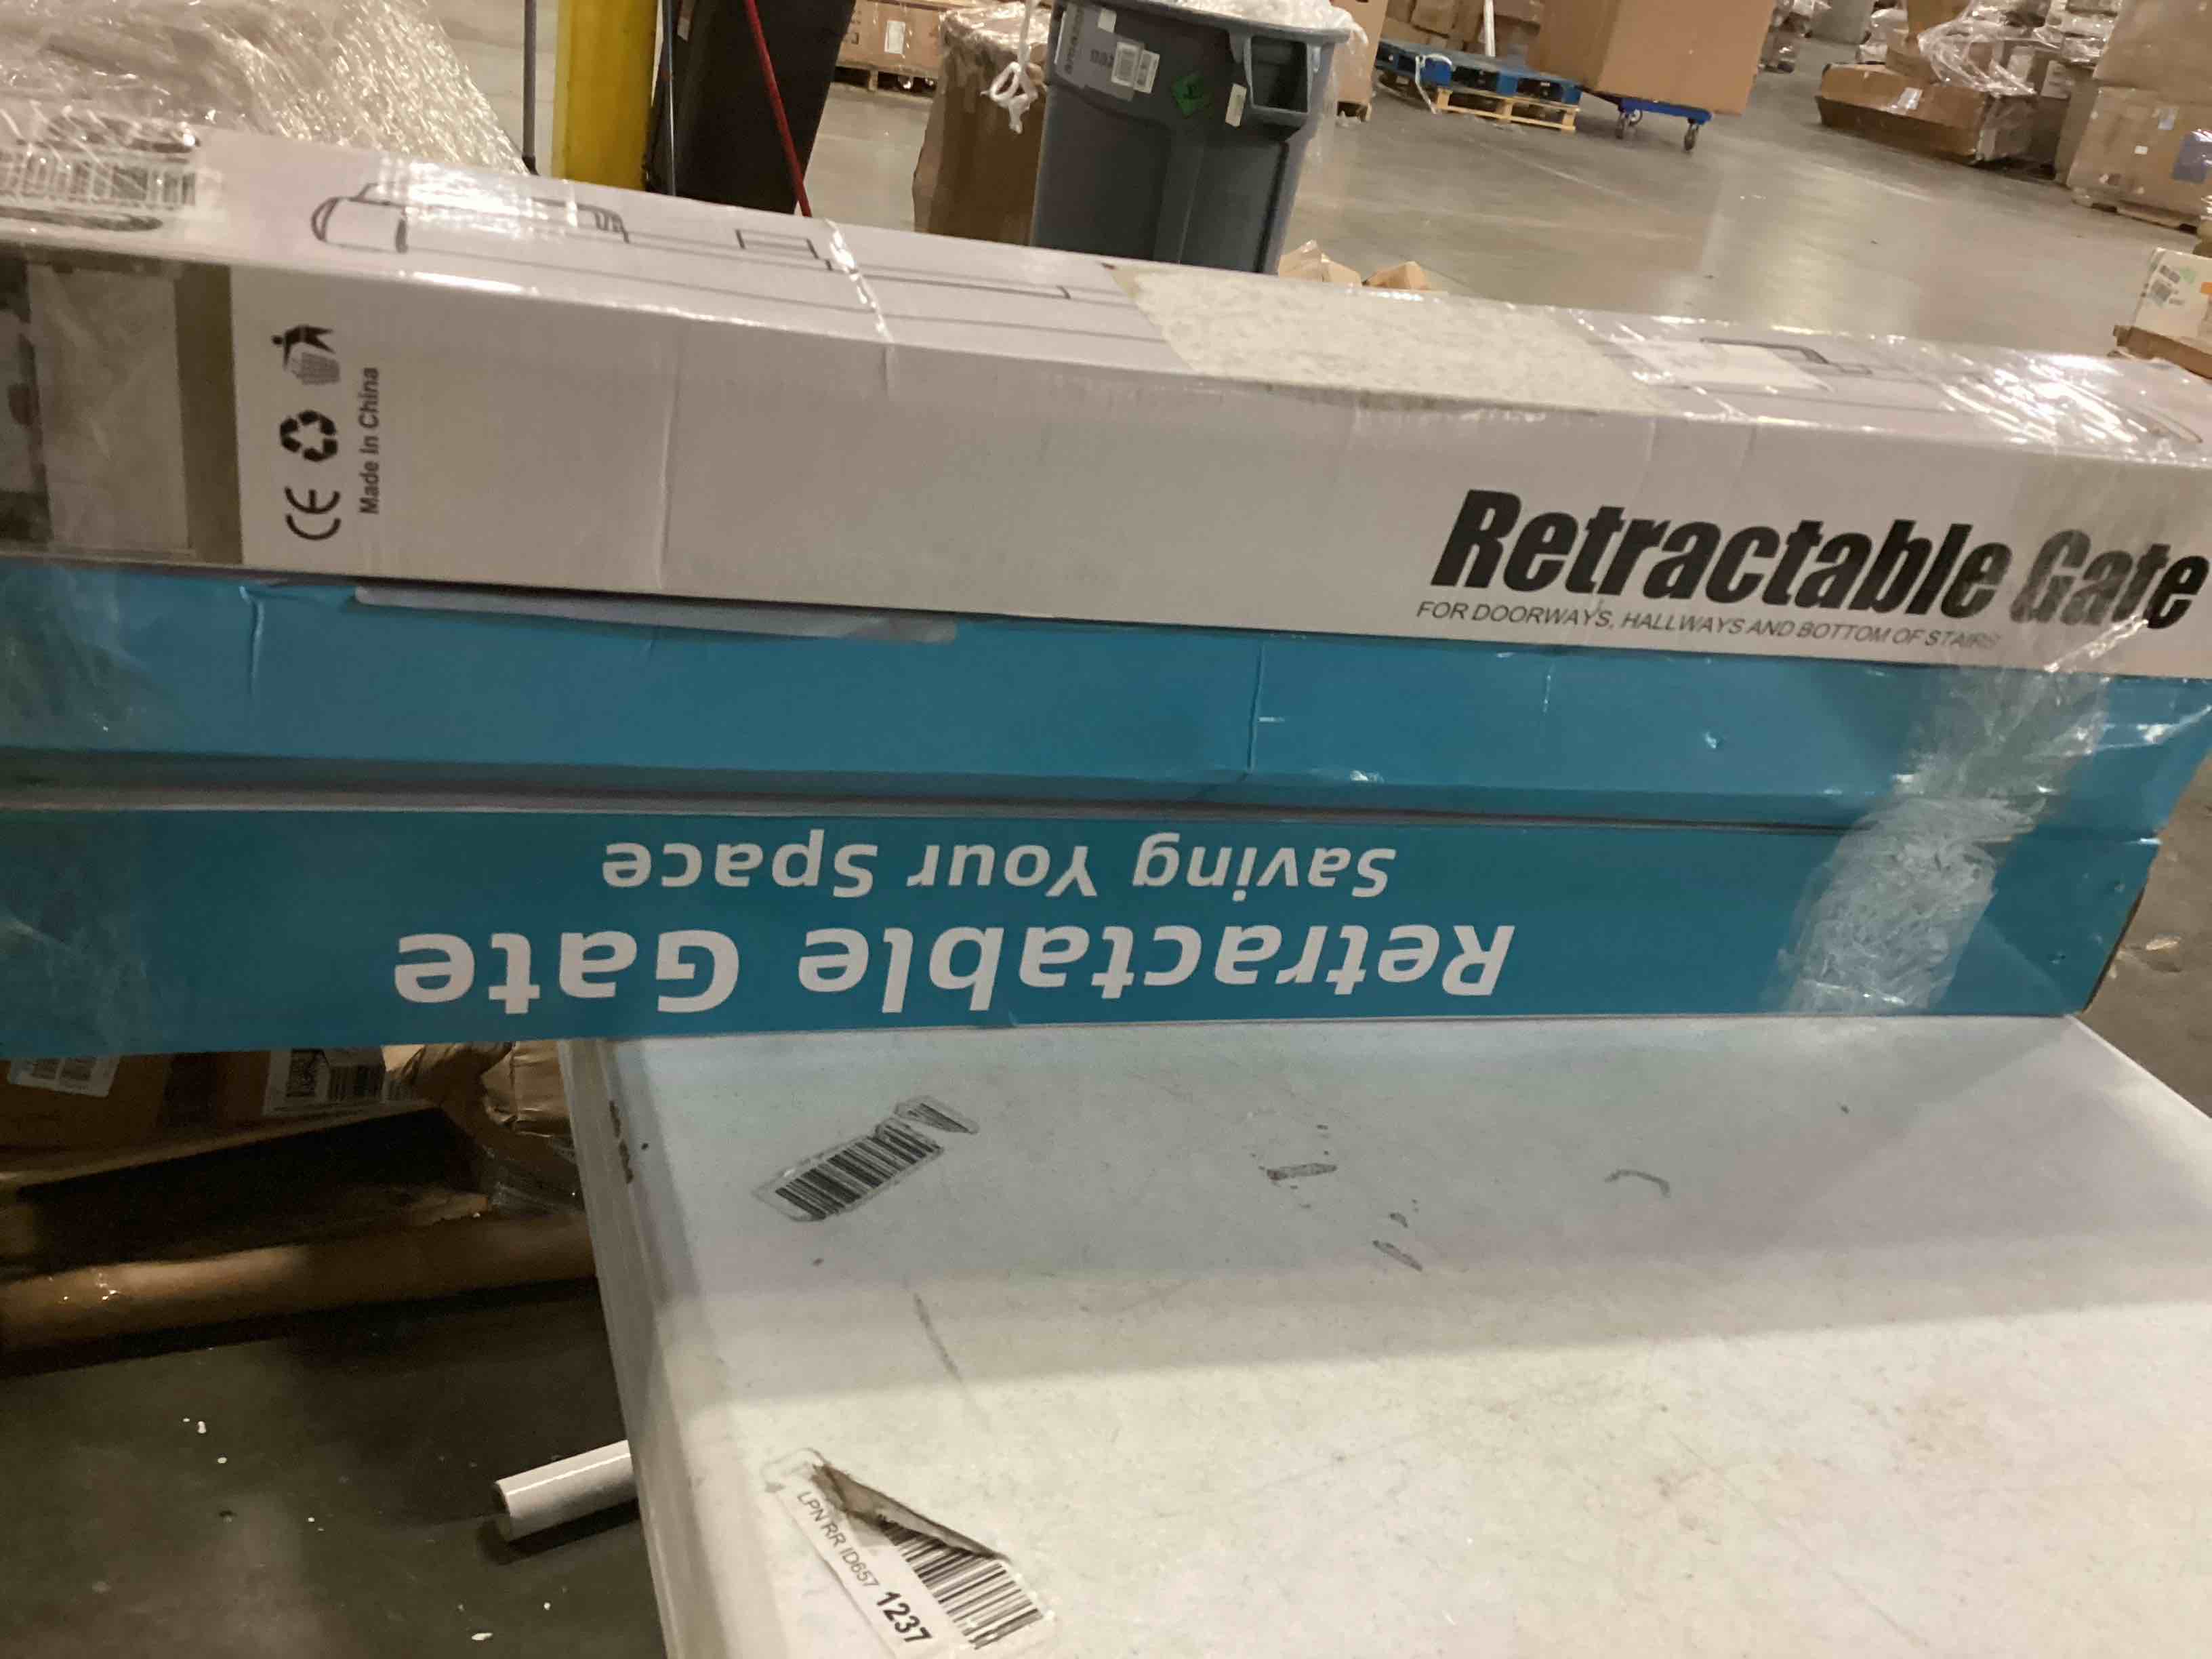 CE
Made In China
Retractable Gate
FOR DOORWAYS, HALLWAYS AND BOTTOM OF STAIRS
Retractable Gate
Saving Your Space
LPN RR ID657 1237